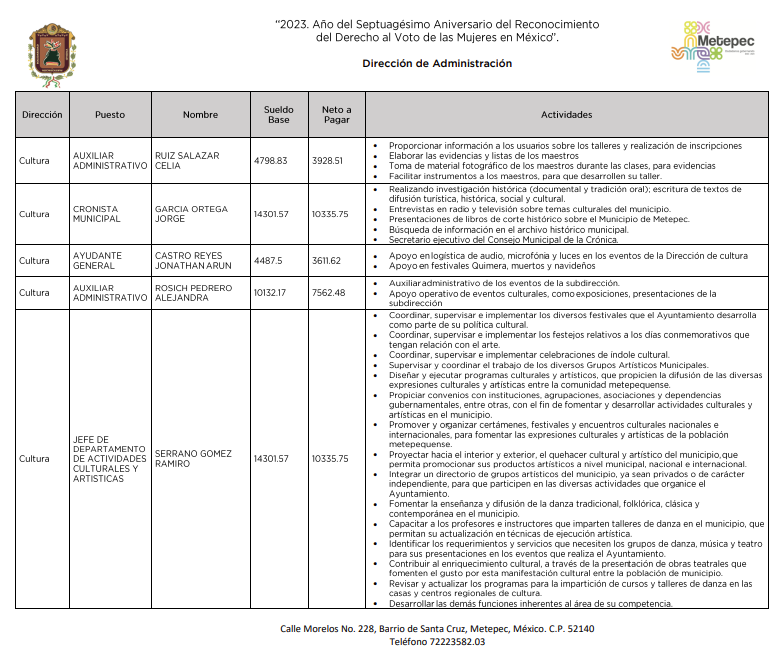 “2023. Año del Septuagésimo Aniversario del Reconocimiento
del Derecho al Voto de las Mujeres en México”.
Metepec
Dirección de Administración
Dirección Puesto Nombre Sueldo Base Neto a Pagar Actividades
Cultura AUXILIAR ADMINISTRATIVO RUIZ SALAZAR CELIA 4798.83 3928.51
• Proporcionar información a los usuarios sobre los talleres y realización de inscripciones
• Elaborar las evidencias y listas de los maestros
• Toma de material fotográfico de los maestros durante las clases, para evidencias
• Facilitar instrumentos a los maestros, para que desarrollen su taller.
Cultura CRONISTA MUNICIPAL GARCIA ORTEGA JORGE 14301.57 10335.75
• Realizando investigación histórica (documental y tradición oral); escritura de textos de
difusión turística, histórica, social y cultural.
• Entrevistas en radio y televisión sobre temas culturales del municipio.
• Presentaciones de libros de corte histórico sobre el Municipio de Metepec.
• Búsqueda de información en el archivo histórico municipal.
• Secretario ejecutivo del Consejo Municipal de la Crónica.
Cultura AYUDANTE GENERAL CASTRO REYES JONATHAN ARUN 4487.5 3611.62
• Apoyo en logística de audio, microfónia y luces en los eventos de la Dirección de cultura
• Apoyo en festivales Quimera, muertos y navideños
Cultura AUXILIAR ADMINISTRATIVO ROSICH PEDRERO ALEJANDRA 10132.17 7562.48
• Auxiliar administrativo de los eventos de la subdirección.
• Apoyo operativo de eventos culturales, como exposiciones, presentaciones de la
subdirección
Cultura JEFE DE DEPARTAMENTO DE ACTIVIDADES CULTURALES Y ARTISTICAS SERRANO GOMEZ RAMIRO 14301.57 10335.75
• Coordinar, supervisar e implementar los diversos festivales que el Ayuntamiento desarrolla
como parte de su política cultural.
• Coordinar, supervisar e implementar los festejos relativos a los días conmemorativos que
tengan relación con el arte.
• Coordinar, supervisar e implementar celebraciones de índole cultural.
• Supervisar y coordinar el trabajo de los diversos Grupos Artísticos Municipales.
• Diseñar y ejecutar programas culturales y artísticos, que propicien la difusión de las diversas
expresiones culturales y artísticas entre la comunidad metepequense.
• Propiciar convenios con instituciones, agrupaciones, asociaciones y dependencias
gubernamentales, entre otras, con el fin de fomentar y desarrollar actividades culturales y
artísticas en el municipio.
• Promover y organizar certámenes, festivales y encuentros culturales nacionales e
internacionales, para fomentar las expresiones culturales y artísticas de la población
metepequense.
• Proyectar hacia el interior y exterior, el quehacer cultural y artístico del municipio, que
permita promocionar sus productos artísticos a nivel municipal, nacional e internacional.
• Integrar un directorio de grupos artísticos del municipio, ya sean privados o de carácter
independiente, para que participen en las diversas actividades que organice el
Ayuntamiento.
• Fomentar la enseñanza y difusión de la danza tradicional, folklórica, clásica y
contemporánea en el municipio.
• Capacitar a los profesores e instructores que imparten talleres de danza en el municipio, que
permitan su actualización en técnicas de ejecución artística.
• Identificar los requerimientos y servicios que necesiten los grupos de danza, música y teatro
para sus presentaciones en los eventos que realiza el Ayuntamiento.
• Contribuir al enriquecimiento cultural, a través de la presentación de obras teatrales que
fomenten el gusto por esta manifestación cultural entre la población de municipio.
• Revisar y actualizar los programas para la impartición de cursos y talleres de danza en las
casas y centros regionales de cultura.
• Desarrollar las demás funciones inherentes al área de su competencia.
Calle Morelos No. 228, Barrio de Santa Cruz, Metepec, México. C.P. 52140
Teléfono 72223582.03